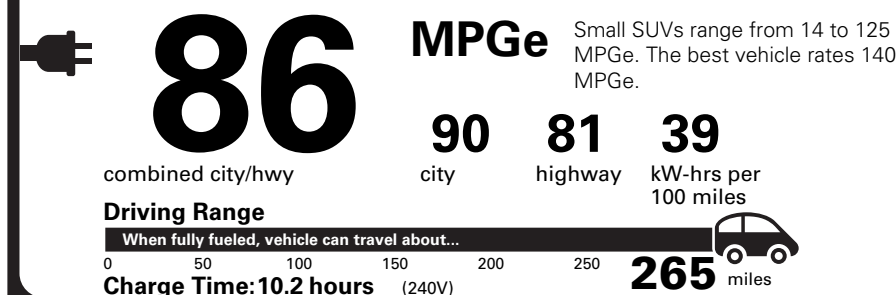 86
MPGe
Small SUVs range from 14 to 125
MPGe. The best vehicle rates 140
MPGe.
combined city/hwy
90
city
81
highway
39
kW-hrs per
100 miles
Driving Range
When fully fueled, vehicle can travel about...
0 50 100 150 200 250 265 miles
Charge Time: 10.2 hours (240V)